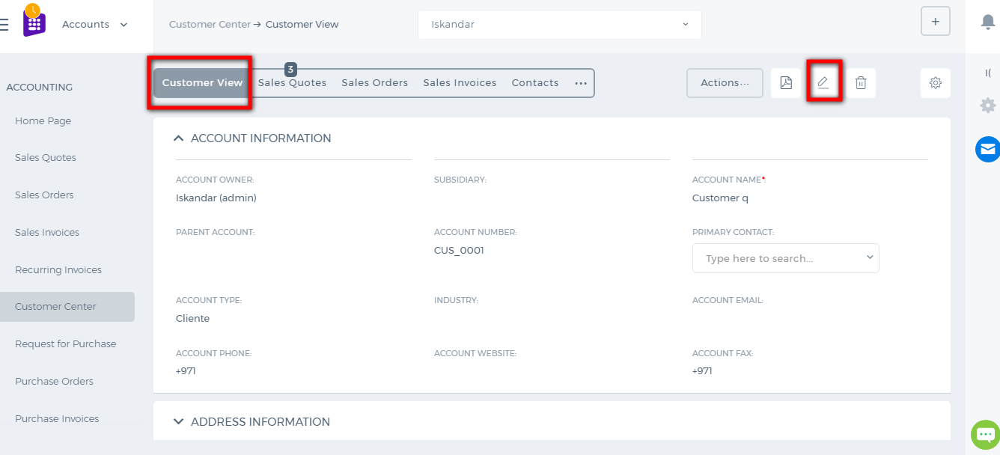 Accounts
Customer Center → Customer View
Iskandar
+
ACCOUNTING
Home Page
Sales Quotes
Sales Orders
Sales Invoices
Recurring Invoices
Customer Center
Request for Purchase
Purchase Orders
Purchase Invoices
3
Customer View Sales Quotes Sales Orders Sales Invoices Contacts ...
Actions...
ACCOUNT INFORMATION
ACCOUNT OWNER: SUBSIDIARY: ACCOUNT NAME*:
Iskandar (admin) Customer q
PARENT ACCOUNT: ACCOUNT NUMBER: PRIMARY CONTACT:
CUS_0001 Type here to search...
ACCOUNT TYPE: INDUSTRY: ACCOUNT EMAIL:
Cliente
ACCOUNT PHONE: ACCOUNT WEBSITE: ACCOUNT FAX:
+971 +971
ADDRESS INFORMATION